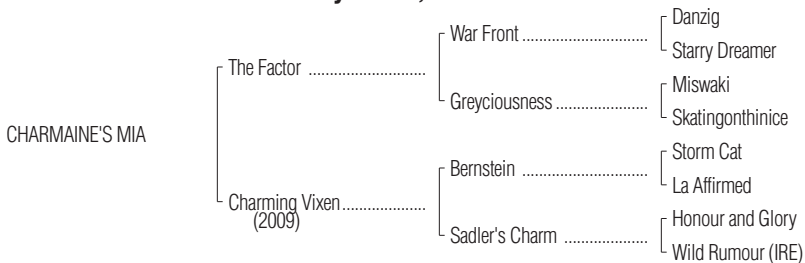 War Front .......................... Danzig
Starry Dreamer
The Factor ..............................
Greyciousness ................... Miswaki
Skatingonthinice
CHARMAINE'S MIA
Bernstein .......................... Storm Cat
La Affirmed
Charming Vixen.....................
(2009)
Sadler's Charm ................. Honour and Glory
Wild Rumour (IRE)